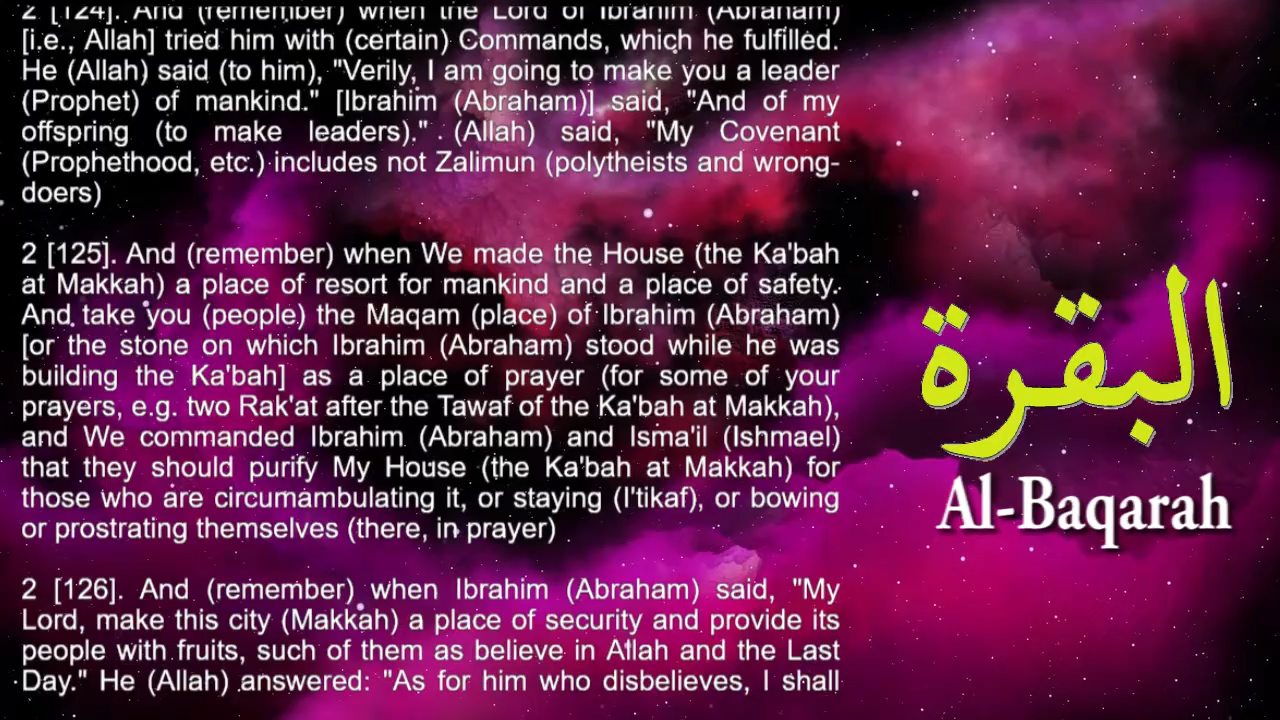 2 [124]. And (remember) when the Lord of Ibrahim (Abraham)
[i.e., Allah] tried him with (certain) Commands, which he fulfilled.
He (Allah) said (to him), "Verily, I am going to make you a leader
(Prophet) of mankind." [Ibrahim (Abraham)] said, "And of my
offspring (to make leaders)." (Allah) said, "My Covenant
(Prophethood, etc.) includes not Zalimun (polytheists and wrong-
doers)
2 [125]. And (remember) when We made the House (the Ka'bah
at Makkah) a place of resort for mankind and a place of safety.
And take you (people) the Maqam (place) of Ibrahim (Abraham)
[or the stone on which Ibrahim (Abraham) stood while he was
building the Ka'bah] as a place of prayer (for some of your
prayers, e.g. two Rak'at after the Tawaf of the Ka'bah at Makkah),
and We commanded Ibrahim (Abraham) and Isma'il (Ishmael)
that they should purify My House (the Ka'bah at Makkah) for
those who are circumambulating it, or staying (I'tikaf), or bowing
or prostrating themselves (there, in prayer)
2 [126]. And (remember) when Ibrahim (Abraham) said, "My
Lord, make this city (Makkah) a place of security and provide its
people with fruits, such of them as believe in Allah and the Last
Day." He (Allah) answered: "As for him who disbelieves, I shall
البقرة
Al-Baqarah